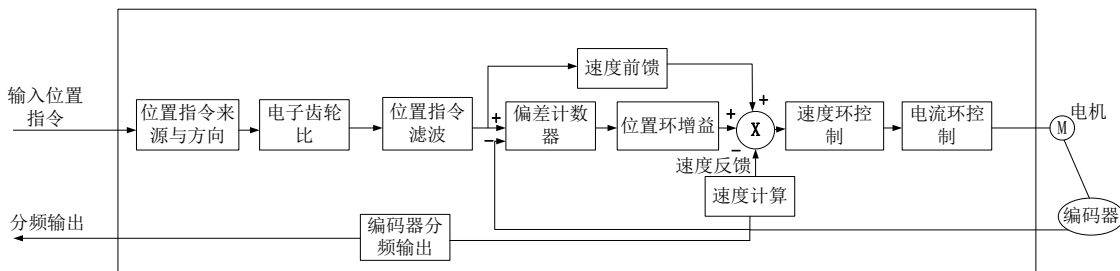 输入位置
指令
位置指令来
源与方向
电子齿轮
比
位置指令
滤波
+
−
偏差计数
器
速度前馈
位置环增益
+
+
X
−
速度反馈
速度计算
速度环控
制
电流环控
制
M
电机
编码器
编码器分
频输出
分频输出